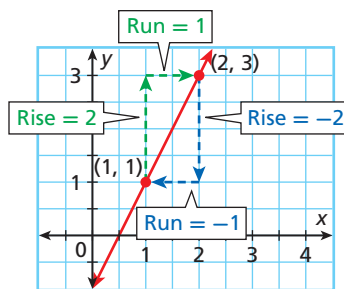 Run = 1
y
(2, 3)
3
Rise = 2
Rise = −2
(1, 1)
1
Run = −1
x
0
1
2
3
4